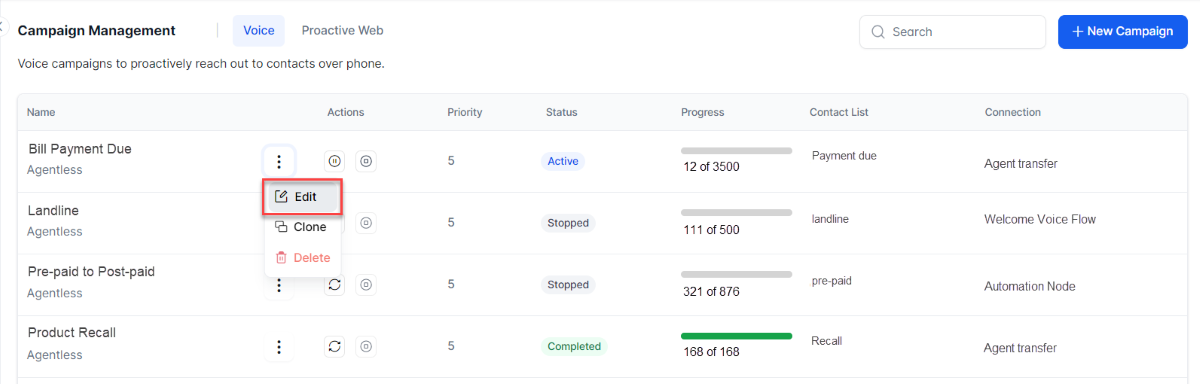 Campaign Management
Voice
Proactive Web
Search
+ New Campaign
Voice campaigns to proactively reach out to contacts over phone.
Name Actions Priority Status Progress Contact List Connection
Bill Payment Due
Agentless
5
Active
12 of 3500
Payment due
Agent transfer
Edit
Clone
Delete
Landline
Agentless
5
Stopped
111 of 500
landline
Welcome Voice Flow
Pre-paid to Post-paid
Agentless
5
Stopped
321 of 876
pre-paid
Automation Node
Product Recall
Agentless
5
Completed
168 of 168
Recall
Agent transfer